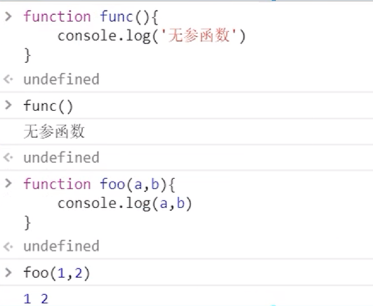 > function func(){
console.log('无参函数')
}
<· undefined
> func()
无参函数
<· undefined
> function foo(a,b){
console.log(a,b)
}
<· undefined
> foo(1,2)
1 2